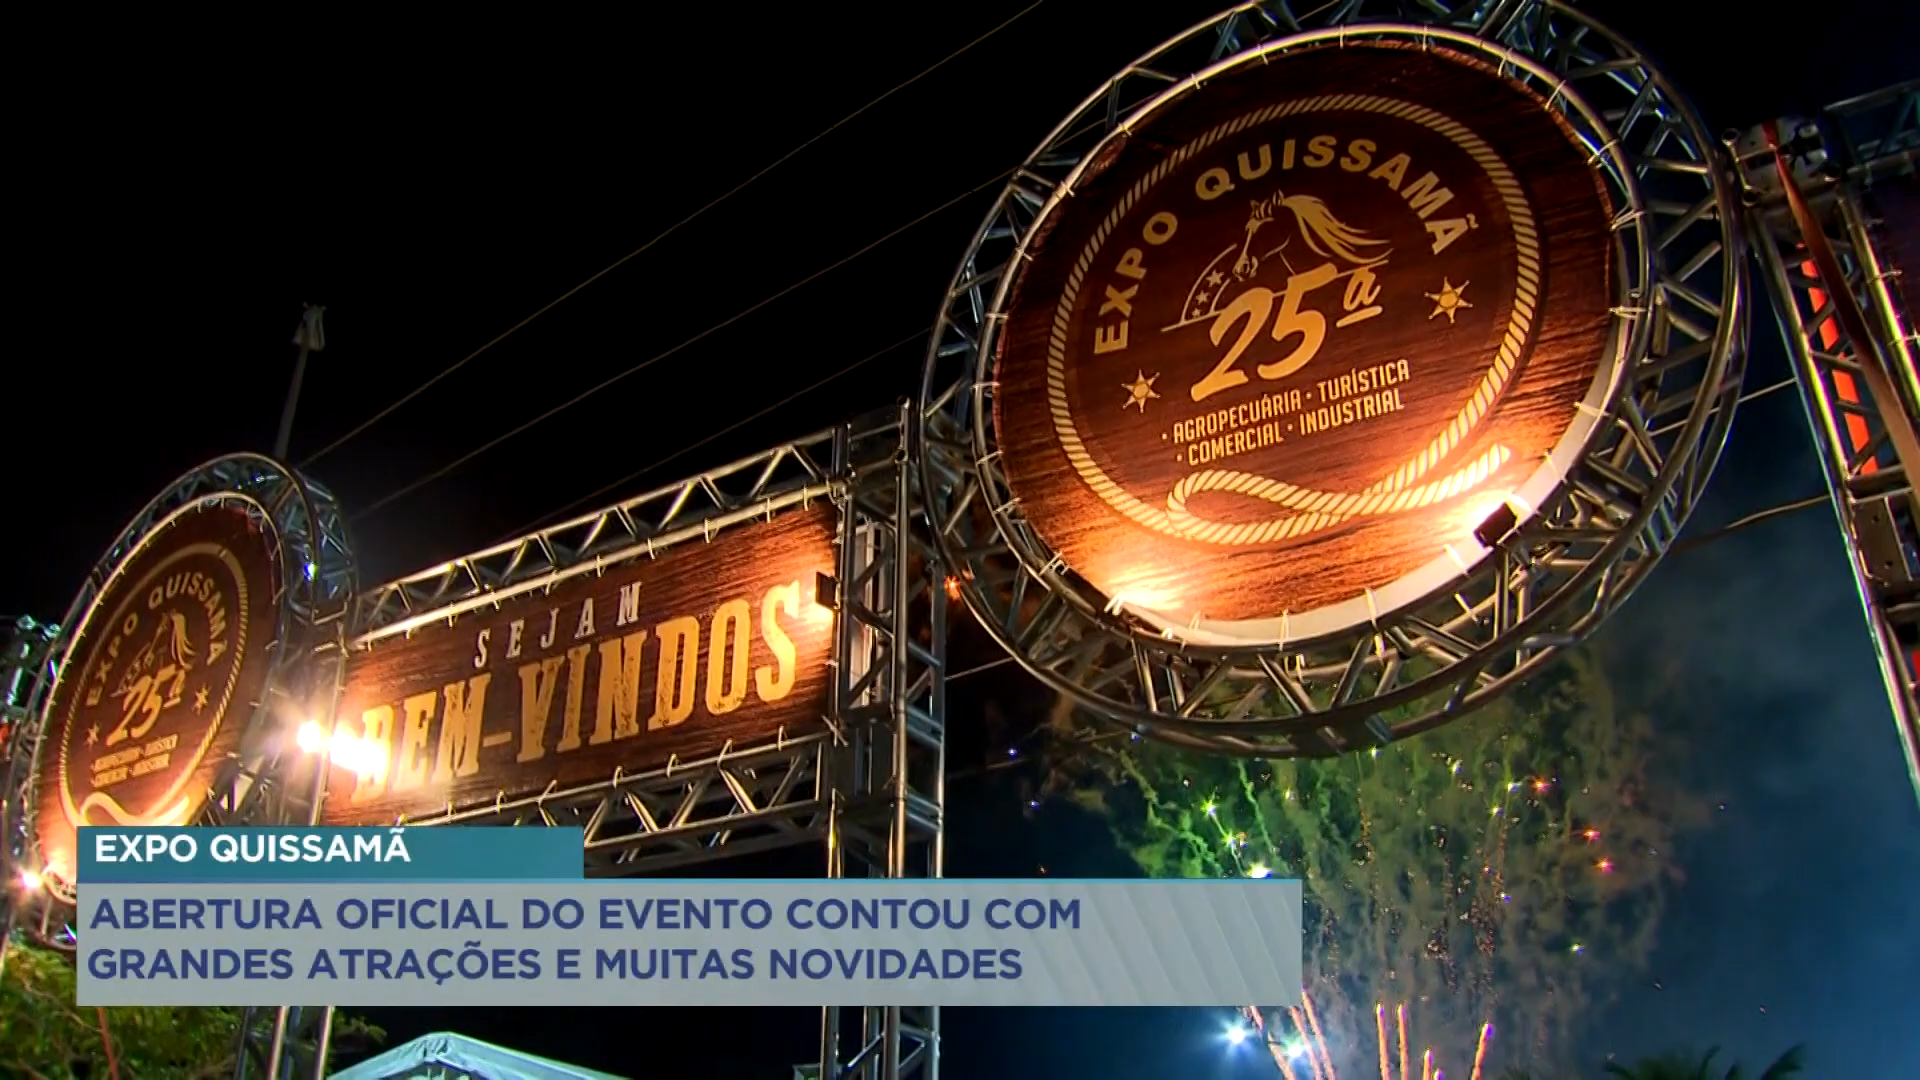 EXPO QUISSAMÃ
25ª
• AGROPECUÁRIA • TURÍSTICA
• COMERCIAL • INDUSTRIAL
SEJAM
BEM-VINDOS
EXPO QUISSAMÃ
25ª
EXPO QUISSAMÃ
ABERTURA OFICIAL DO EVENTO CONTOU COM
GRANDES ATRAÇÕES E MUITAS NOVIDADES